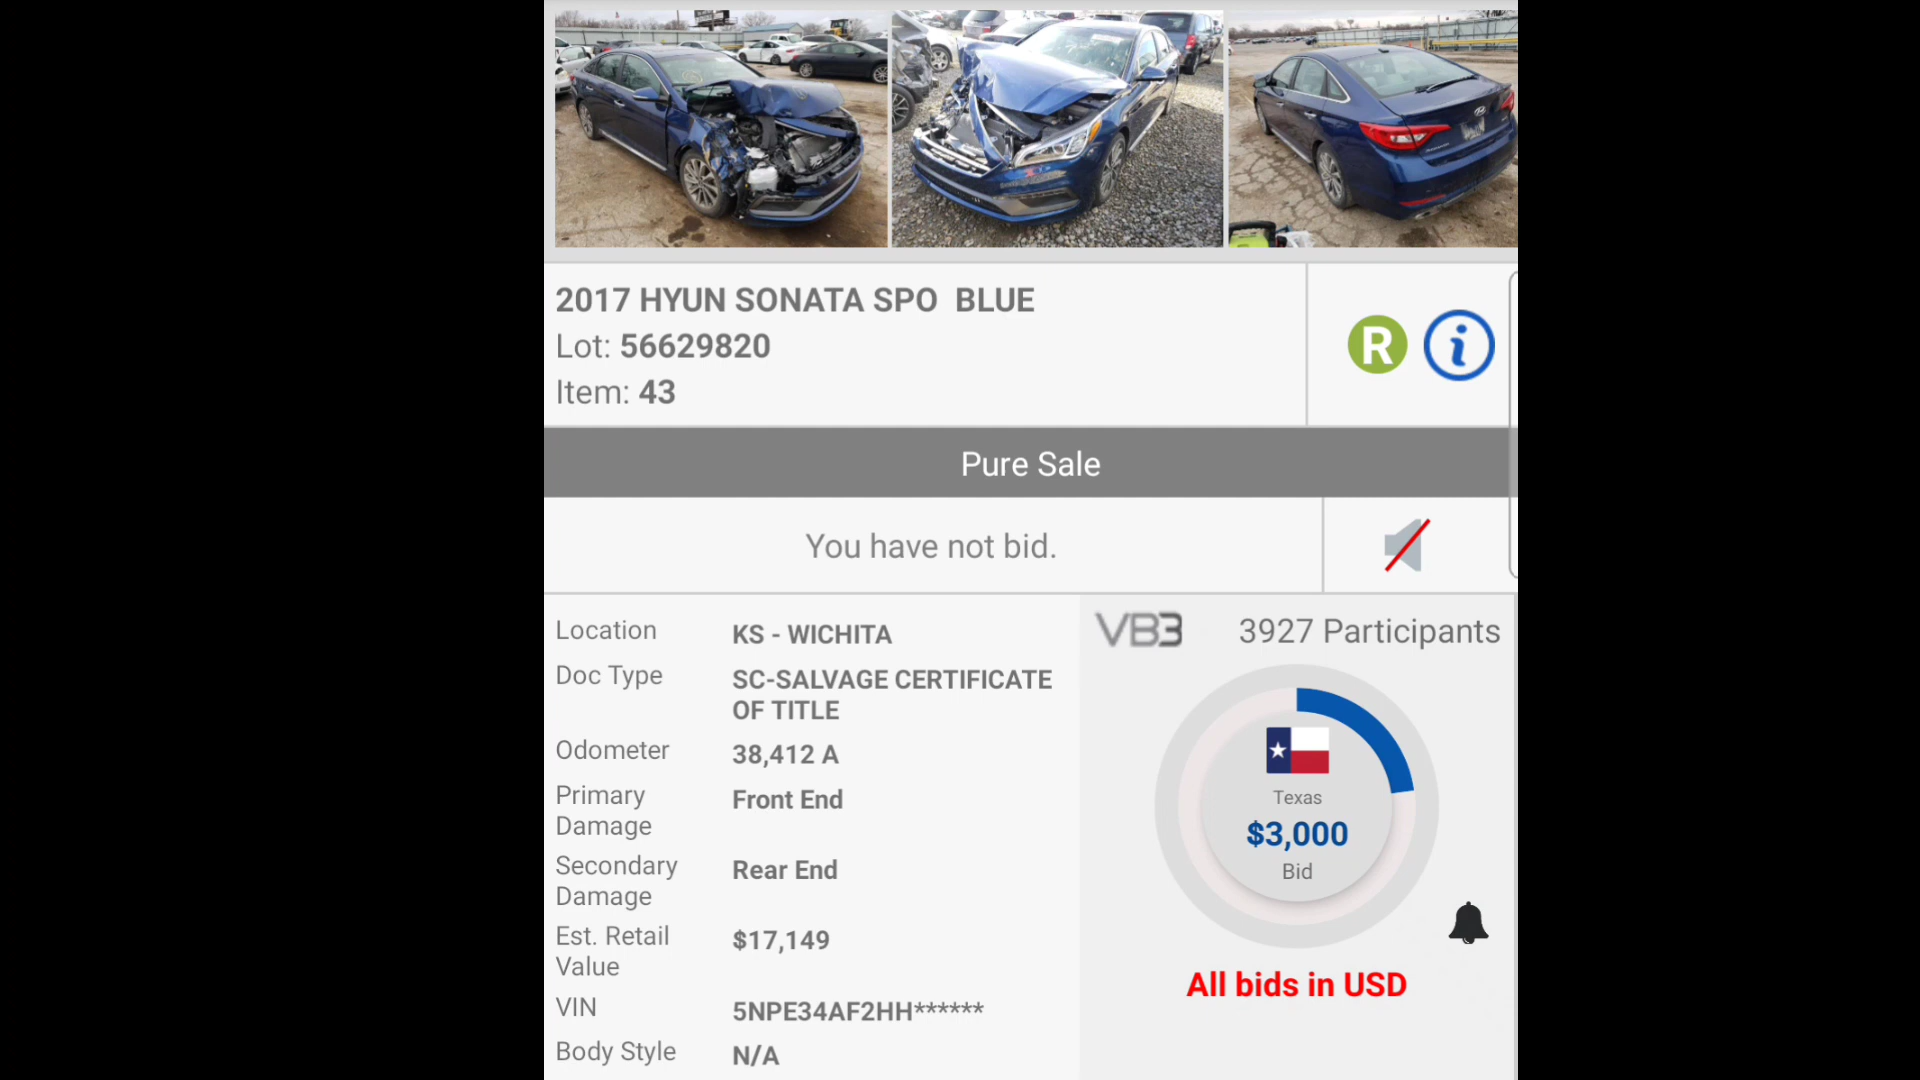 2017 HYUN SONATA SPO BLUE
Lot: 56629820
Item: 43
R
i
Pure Sale
You have not bid.
Location KS - WICHITA
Doc Type SC-SALVAGE CERTIFICATE
OF TITLE
Odometer 38,412 A
Primary
Damage
Front End
Secondary
Damage
Rear End
Est. Retail
Value
$17,149
VIN 5NPE34AF2HH******
Body Style N/A
VB3 3927 Participants
Texas
$3,000
Bid
All bids in USD